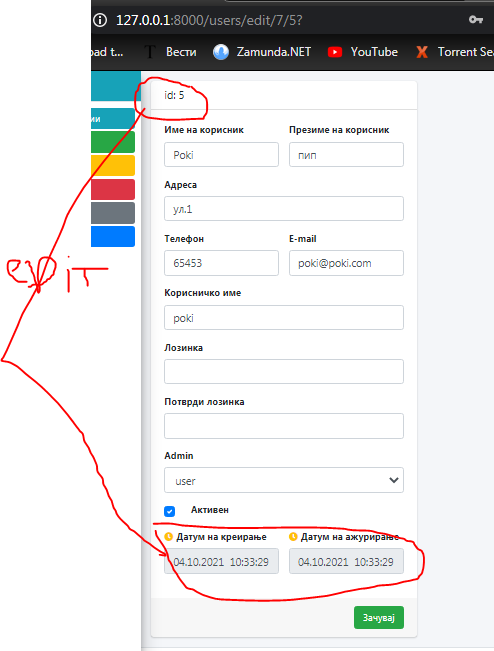 127.0.0.1:8000/users/edit/7/5?
oad t... Вести Zamunda.NET YouTube Torrent Sea
id: 5
ии
Име на корисник Презиме на корисник
Poki пип
Адреса
ул.1
Телефон E-mail
65453 poki@poki.com
Корисничко име
poki
Лозинка
Потврди лозинка
Admin
user
Активен
Датум на креирање Датум на ажурирање
04.10.2021 10:33:29 04.10.2021 10:33:29
Зачувај